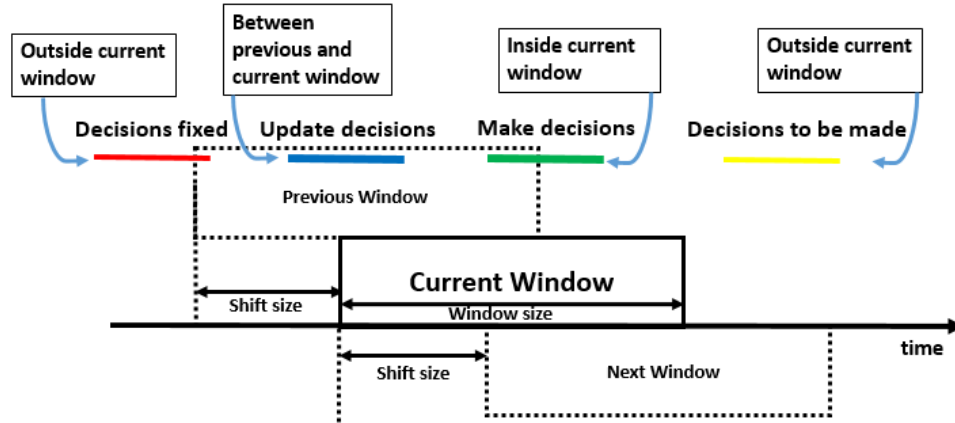 Outside current
window
Between
previous and
current window
Inside current
window
Outside current
window
Decisions fixed
Update decisions
Make decisions
Decisions to be made
Previous Window
Current Window
Shift size
Window size
time
Shift size
Next Window